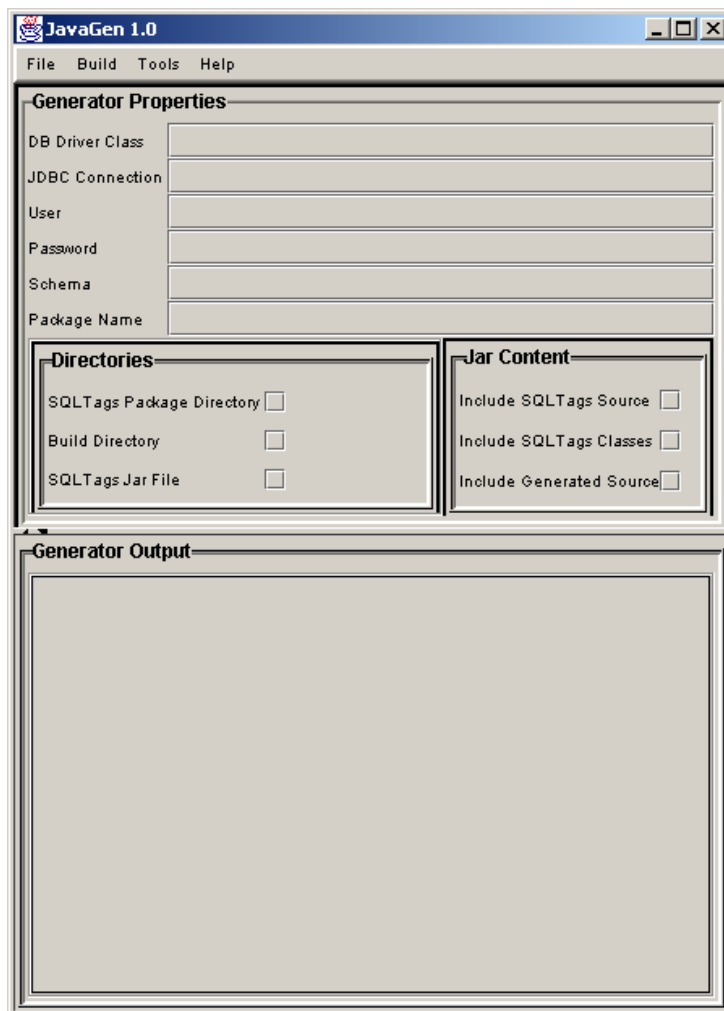 JavaGen 1.0
File Build Tools Help
Generator Properties
DB Driver Class
JDBC Connection
User
Password
Schema
Package Name
Directories
SQLTags Package Directory
Build Directory
SQLTags Jar File
Jar Content
Include SQLTags Source
Include SQLTags Classes
Include Generated Source
Generator Output